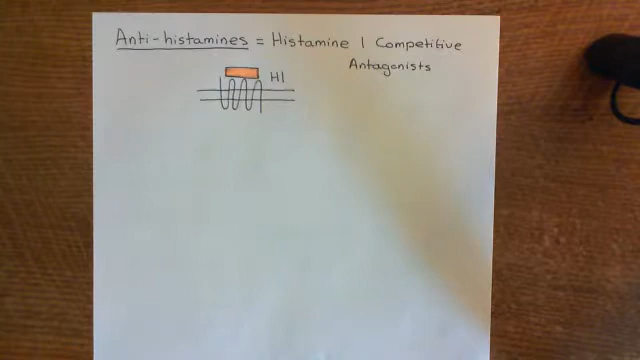 Anti-histamines = Histamine 1 Competitive
Antagonists
H1